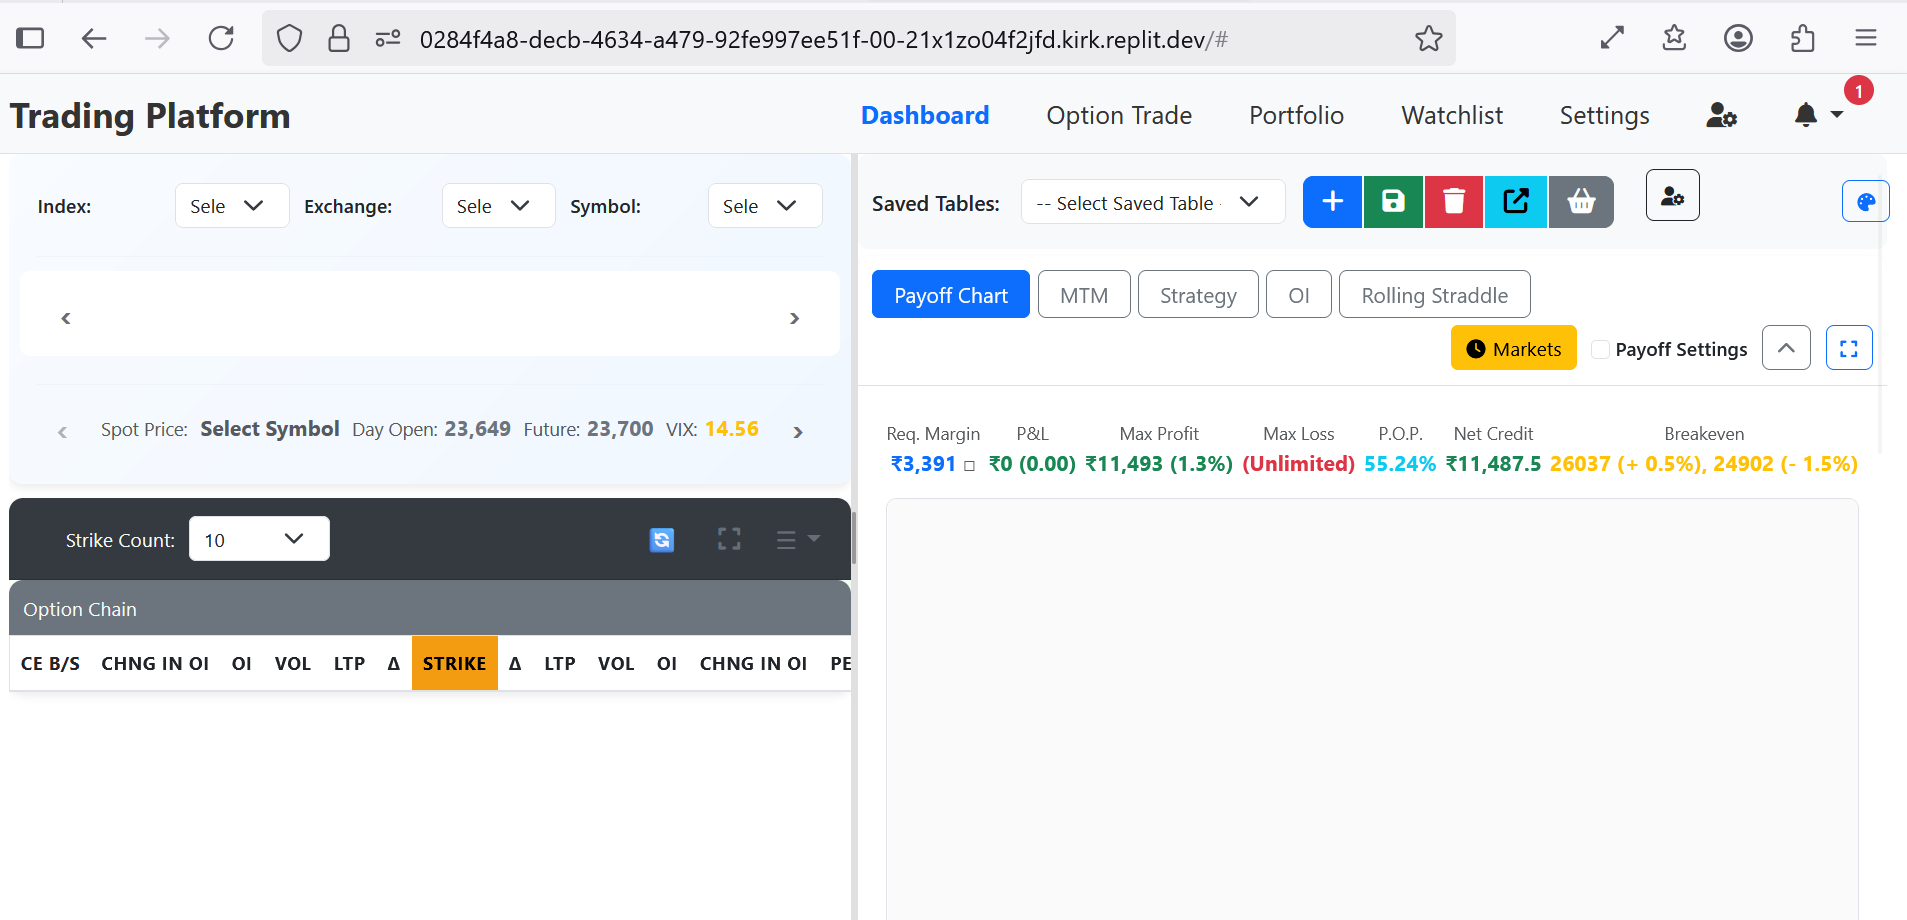 0284f4a8-decb-4634-a479-92fe997ee51f-00-21x1zo04f2jfd.kirk.replit.dev/#
Trading Platform
Dashboard Option Trade Portfolio Watchlist Settings 1
Index: Sele Exchange: Sele Symbol: Sele
‹ ›
‹ Spot Price: Select Symbol Day Open: 23,649 Future: 23,700 VIX: 14.56 ›
Strike Count: 10
Option Chain
CE B/S CHNG IN OI OI VOL LTP Δ STRIKE Δ LTP VOL OI CHNG IN OI PE
Saved Tables: -- Select Saved Table -
Payoff Chart MTM Strategy OI Rolling Straddle
Markets Payoff Settings
Req. Margin P&L Max Profit Max Loss P.O.P. Net Credit Breakeven
₹3,391 □ ₹0 (0.00) ₹11,493 (1.3%) (Unlimited) 55.24% ₹11,487.5 26037 (+ 0.5%), 24902 (- 1.5%)